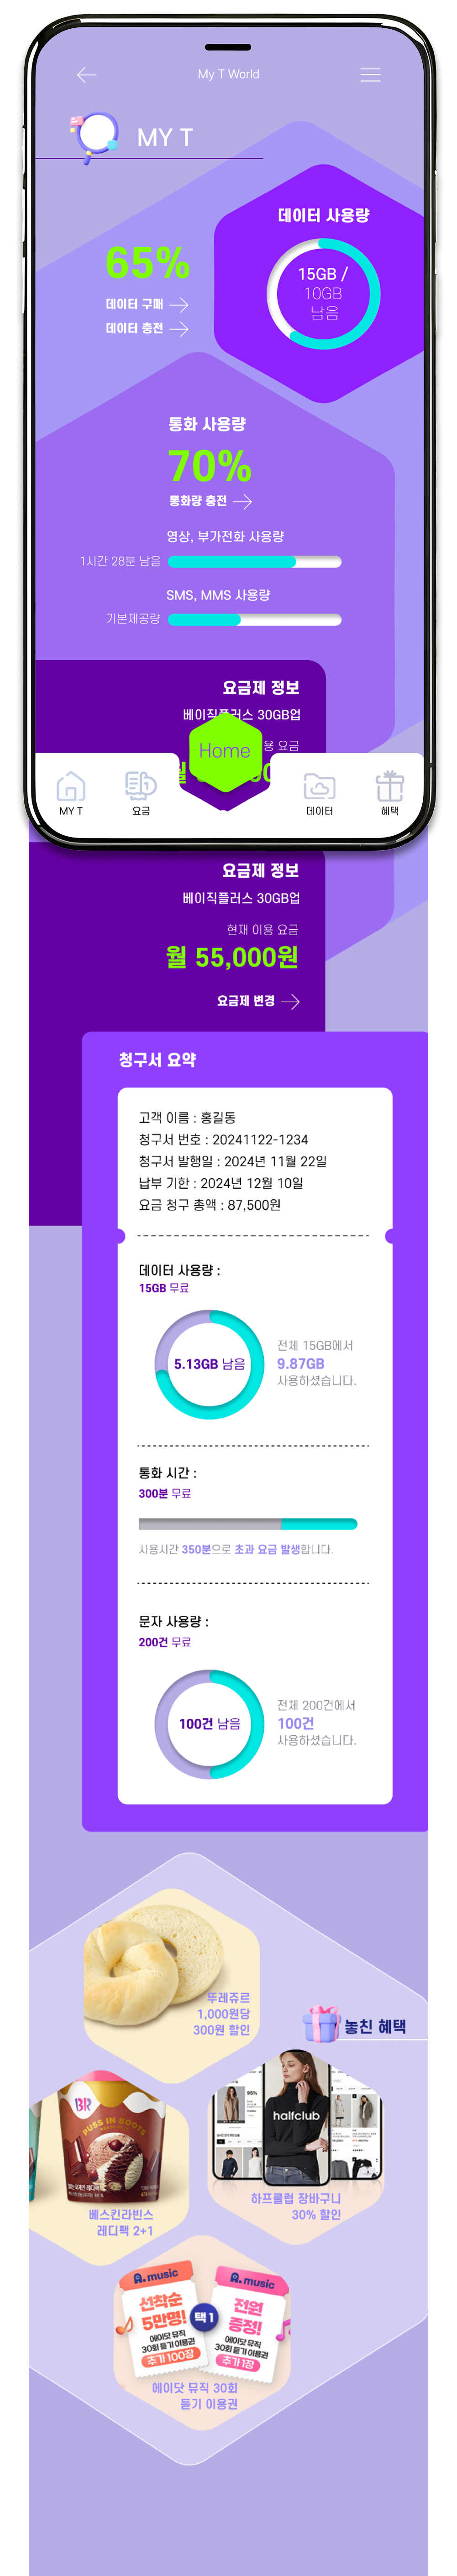 My T World
MY T
데이터 사용량
65%
15GB /
10GB
남음
데이터 구매
데이터 충전
통화 사용량
70%
통화량 충전
영상, 부가전화 사용량
1시간 28분 남음
SMS, MMS 사용량
기본제공량
요금제 정보
베이직플러스 30GB업
용 요금
월
Home
MY T
요금
데이터
혜택
요금제 정보
베이직플러스 30GB업
현재 이용 요금
월 55,000원
요금제 변경
청구서 요약
고객 이름 : 홍길동
청구서 번호 : 20241122-1234
청구서 발행일 : 2024년 11월 22일
납부 기한 : 2024년 12월 10일
요금 청구 총액 : 87,500원
데이터 사용량 :
15GB 무료
5.13GB 남음
전체 15GB에서
9.87GB
사용하셨습니다.
통화 시간 :
300분 무료
사용시간 350분으로 초과 요금 발생합니다.
문자 사용량 :
200건 무료
100건 남음
전체 200건에서
100건
사용하셨습니다.
뚜레쥬르
1,000원당
300원 할인
놓친 혜택
BR
PUSS IN BOOTS
베스킨라빈스
레디팩 2+1
95%
halfclub
하프클럽 장바구니
30% 할인
A. music
선착순
5만명!
에이닷 뮤직
30회 듣기 이용권
추가 100장
택1
A. music
전원
증정!
에이닷 뮤직
30회 듣기 이용권
추가 1장
에이닷 뮤직 30회
듣기 이용권